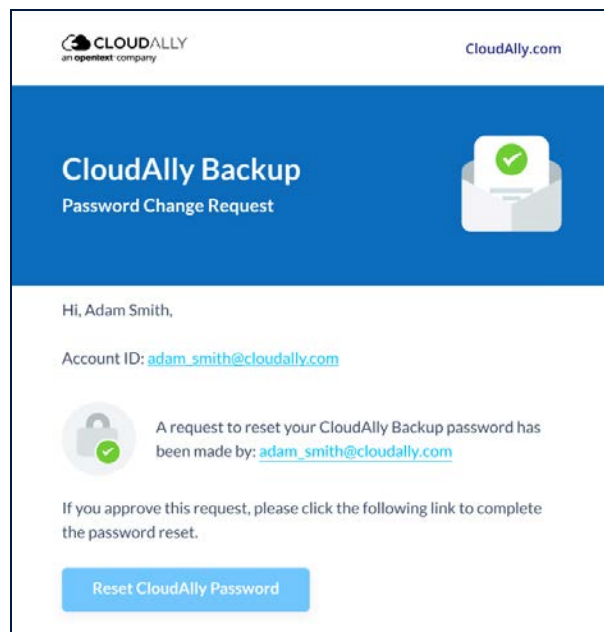 CLOUDALLY
an opentext company
CloudAlly.com
CloudAlly Backup
Password Change Request
Hi, Adam Smith,
Account ID: adam_smith@cloudally.com
A request to reset your CloudAlly Backup password has
been made by: adam_smith@cloudally.com
If you approve this request, please click the following link to complete
the password reset.
Reset CloudAlly Password